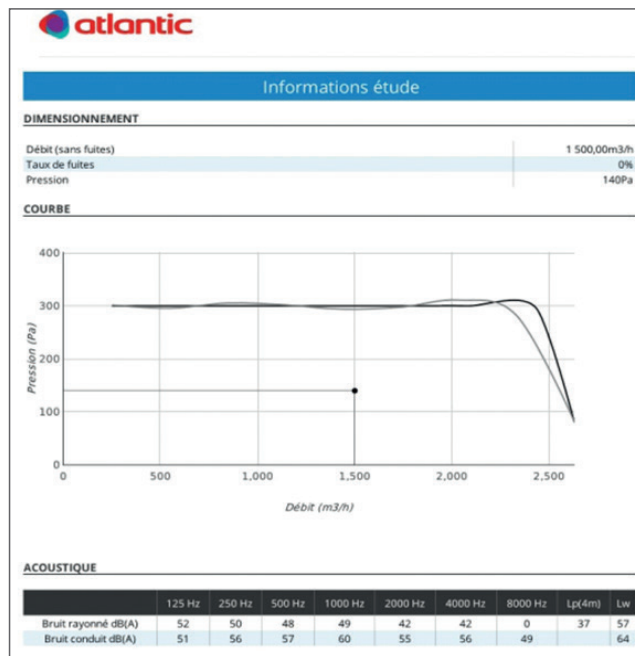 atlantic
Informations étude
DIMENSIONNEMENT
Débit (sans fuites) 1 500,00m3/h
Taux de fuites 0%
Pression 140Pa
COURBE
400
300
200
100
0
Pression (Pa)
0 500 1,000 1,500 2,000 2,500
Débit (m3/h)
ACOUSTIQUE
125 Hz 250 Hz 500 Hz 1000 Hz 2000 Hz 4000 Hz 8000 Hz Lp(4m) Lw
Bruit rayonné dB(A) 52 50 48 49 42 42 0 37 57
Bruit conduit dB(A) 51 56 57 60 55 56 49 64